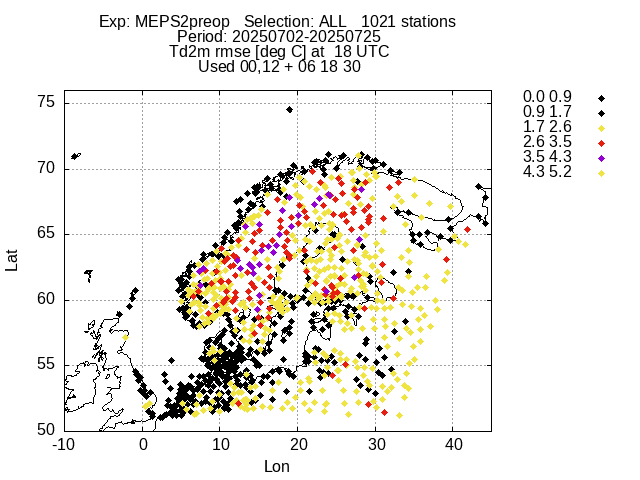 Exp: MEPS2preop   Selection: ALL   1021 stations
Period: 20250702-20250725
Td2m rmse [deg C] at  18 UTC
Used 00,12 + 06 18 30
0.0 0.9
0.9 1.7
1.7 2.6
2.6 3.5
3.5 4.3
4.3 5.2
75
70
65
60
55
50
Lat
-10 0 10 20 30 40
Lon